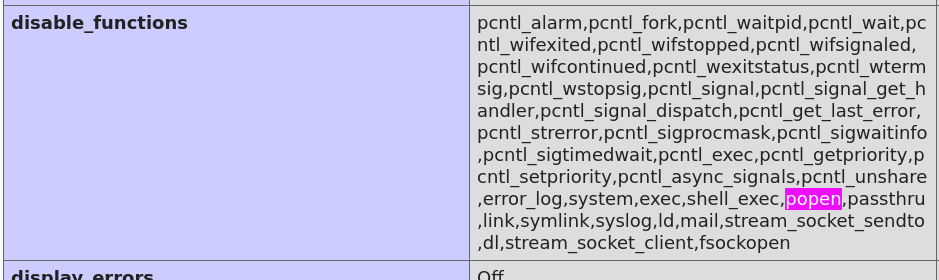 disable_functions
pcntl_alarm,pcntl_fork,pcntl_waitpid,pcntl_wait,pc
ntl_wifexited,pcntl_wifstopped,pcntl_wifsignaled,
pcntl_wifcontinued,pcntl_wexitstatus,pcntl_wterm
sig,pcntl_wstopsig,pcntl_signal,pcntl_signal_get_h
andler,pcntl_signal_dispatch,pcntl_get_last_error,
pcntl_strerror,pcntl_sigprocmask,pcntl_sigwaitinfo
,pcntl_sigtimedwait,pcntl_exec,pcntl_getpriority,p
cntl_setpriority,pcntl_async_signals,pcntl_unshare
,error_log,system,exec,shell_exec,popen,passthru
,link,symlink,syslog,ld,mail,stream_socket_sendto
,dl,stream_socket_client,fsockopen
display_errors
Off